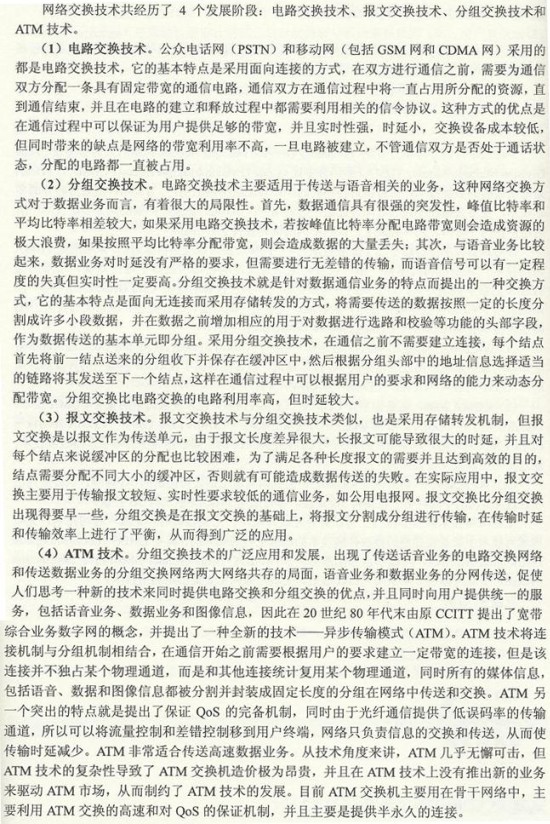 网络交换技术共经历了 4 个发展阶段：电路交换技术、报文交换技术、分组交换技术和
ATM 技术。
（1）电路交换技术。公众电话网（PSTN）和移动网（包括 GSM 网和 CDMA 网）采用的
都是电路交换技术，它的基本特点是采用面向连接的方式，在双方进行通信之前，需要为通信
双方分配一条具有固定带宽的通信电路，通信双方在通信过程中将一直占用所分配的资源，直
到通信结束，并且在电路的建立和释放过程中都需要利用相关的信令协议。这种方式的优点是
在通信过程中可以保证为用户提供足够的带宽，并且实时性强，时延小，交换设备成本较低，
但同时带来的缺点是网络的带宽利用率不高，一旦电路被建立，不管通信双方是否处于通话状
态，分配的电路都一直被占用。
（2）分组交换技术。电路交换技术主要适用于传送与语音相关的业务，这种网络交换方
式对于数据业务而言，有着很大的局限性。首先，数据通信具有很强的突发性，峰值比特率和
平均比特率相差较大，如果采用电路交换技术，若按峰值比特率分配电路带宽则会造成资源的
极大浪费，如果按照平均比特率分配带宽，则会造成数据的大量丢失；其次，与语音业务比较
起来，数据业务对时延没有严格的要求，但需要进行无差错的传输，而语音信号可以有一定程
度的失真但实时性一定要高。分组交换技术就是针对数据通信业务的特点而提出的一种交换方
式，它的基本特点是面向无连接而采用存储转发的方式，将需要传送的数据按照一定的长度分
割成许多小段数据，并在数据之前增加相应的用于对数据进行选路和校验等功能的头部字段，
作为数据传送的基本单元即分组。采用分组交换技术，在通信之前不需要建立连接，每个结点
首先将前一结点送来的分组收下并保存在缓冲区中，然后根据分组头部中的地址信息选择适当
的链路将其发送至下一个结点，这样在通信过程中可以根据用户的要求和网络的能力来动态分
配带宽。分组交换比电路交换的电路利用率高，但时延较大。
（3）报文交换技术。报文交换技术与分组交换技术类似，也是采用存储转发机制，但报
文交换是以报文作为传送单元，由于报文长度差异很大，长报文可能导致很大的时延，并且对
每个结点来说缓冲区的分配也比较困难，为了满足各种长度报文的需要并且达到高效的目的，
结点需要分配不同大小的缓冲区，否则就有可能造成数据传送的失败。在实际应用中，报文交
换主要用于传输报文较短、实时性要求较低的通信业务，如公用电报网。报文交换比分组交换
出现得要早一些，分组交换是在报文交换的基础上，将报文分割成分组进行传输，在传输时延
和传输效率上进行了平衡，从而得到广泛的应用。
（4）ATM 技术。分组交换技术的广泛应用和发展，出现了传送话音业务的电路交换网络
和传送数据业务的分组交换网络两大网络共存的局面，语音业务和数据业务的分网传送，促使
人们思考一种新的技术来同时提供电路交换和分组交换的优点，并且同时向用户提供统一的服
务，包括话音业务、数据业务和图像信息，因此在 20 世纪 80 年代末由原 CCITT 提出了宽带
综合业务数字网的概念，并提出了一种全新的技术——异步传输模式（ATM）。ATM 技术将连
接机制与分组机制相结合，在通信开始之前需要根据用户的要求建立一定带宽的连接，但是该
连接并不独占某个物理通道，而是和其他连接统计复用某个物理通道，同时所有的媒体信息，
包括语音、数据和图像信息都被分割并封装成固定长度的分组在网络中传送和交换。ATM 另
一个突出的特点就是提出了保证 QoS 的完备机制，同时由于光纤通信提供了低误码率的传输
通道，所以可以将流量控制和差错控制移到用户终端，网络只负责信息的交换和传送，从而使
传输时延减少。ATM 非常适合传送高速数据业务。从技术角度来讲，ATM 几乎无懈可击，但
ATM 技术的复杂性导致了 ATM 交换机造价极为昂贵，并且在 ATM 技术上没有推出新的业务
来驱动 ATM 市场，从而制约了 ATM 技术的发展。目前 ATM 交换机主要用在骨干网络中，主
要利用 ATM 交换的高速和对 QoS 的保证机制，并且主要是提供半永久的连接。